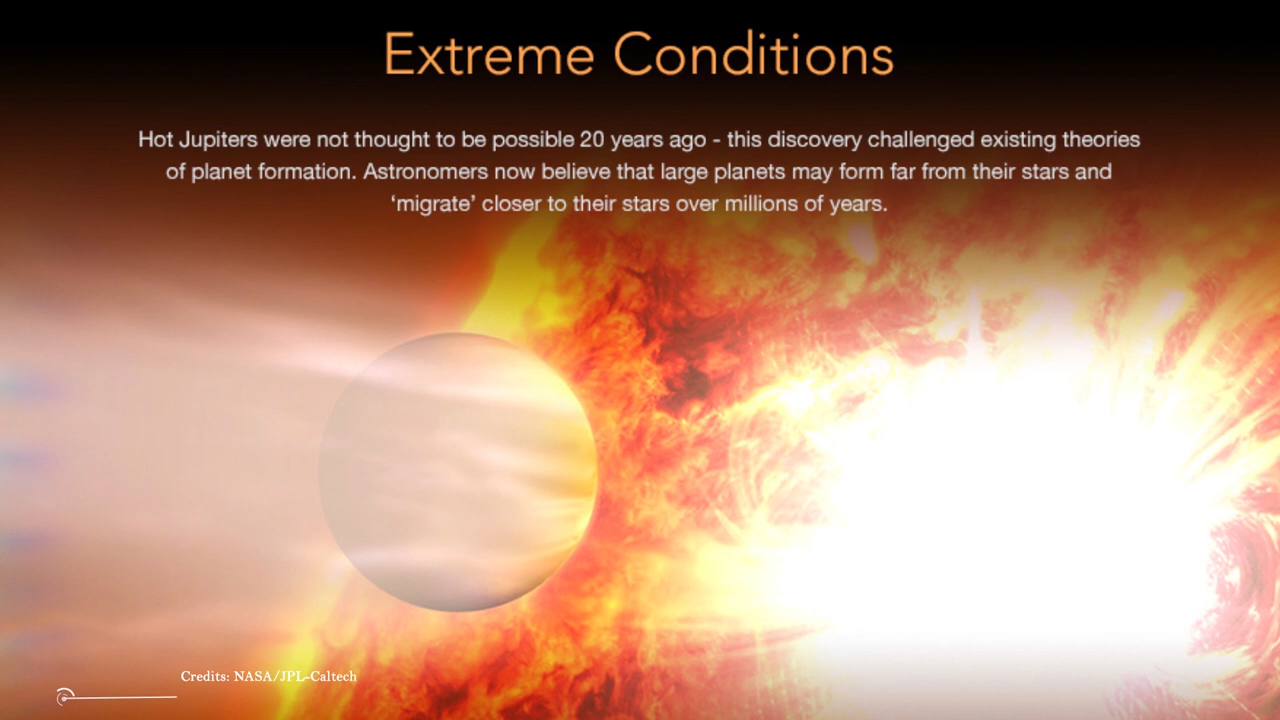 Extreme Conditions
Hot Jupiters were not thought to be possible 20 years ago - this discovery challenged existing theories
of planet formation. Astronomers now believe that large planets may form far from their stars and
‘migrate’ closer to their stars over millions of years.
Credits: NASA/JPL-Caltech